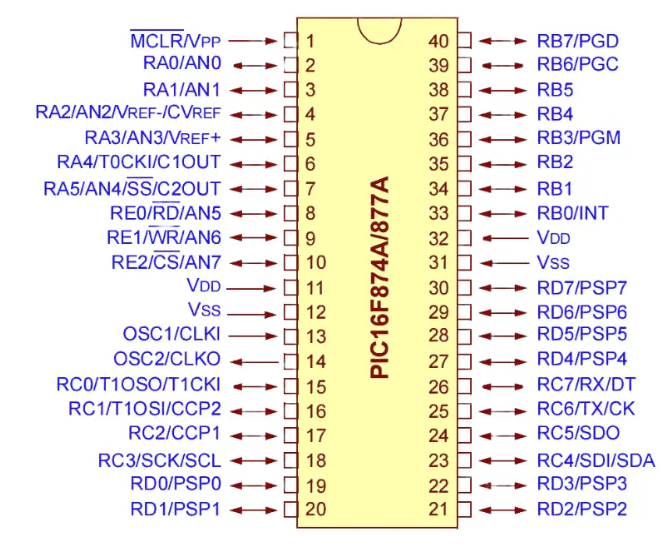 MCLR/VPP 1 40 RB7/PGD
RA0/AN0 2 39 RB6/PGC
RA1/AN1 3 38 RB5
RA2/AN2/VREF-/CVREF 4 37 RB4
RA3/AN3/VREF+ 5 36 RB3/PGM
RA4/T0CKI/C1OUT 6 35 RB2
RA5/AN4/SS/C2OUT 7 34 RB1
RE0/RD/AN5 8 33 RB0/INT
RE1/WR/AN6 9 32 VDD
RE2/CS/AN7 10 31 VSS
VDD 11 30 RD7/PSP7
VSS 12 29 RD6/PSP6
OSC1/CLKI 13 28 RD5/PSP5
OSC2/CLKO 14 27 RD4/PSP4
RC0/T1OSO/T1CKI 15 26 RC7/RX/DT
RC1/T1OSI/CCP2 16 25 RC6/TX/CK
RC2/CCP1 17 24 RC5/SDO
RC3/SCK/SCL 18 23 RC4/SDI/SDA
RD0/PSP0 19 22 RD3/PSP3
RD1/PSP1 20 21 RD2/PSP2
PIC16F874A/877A